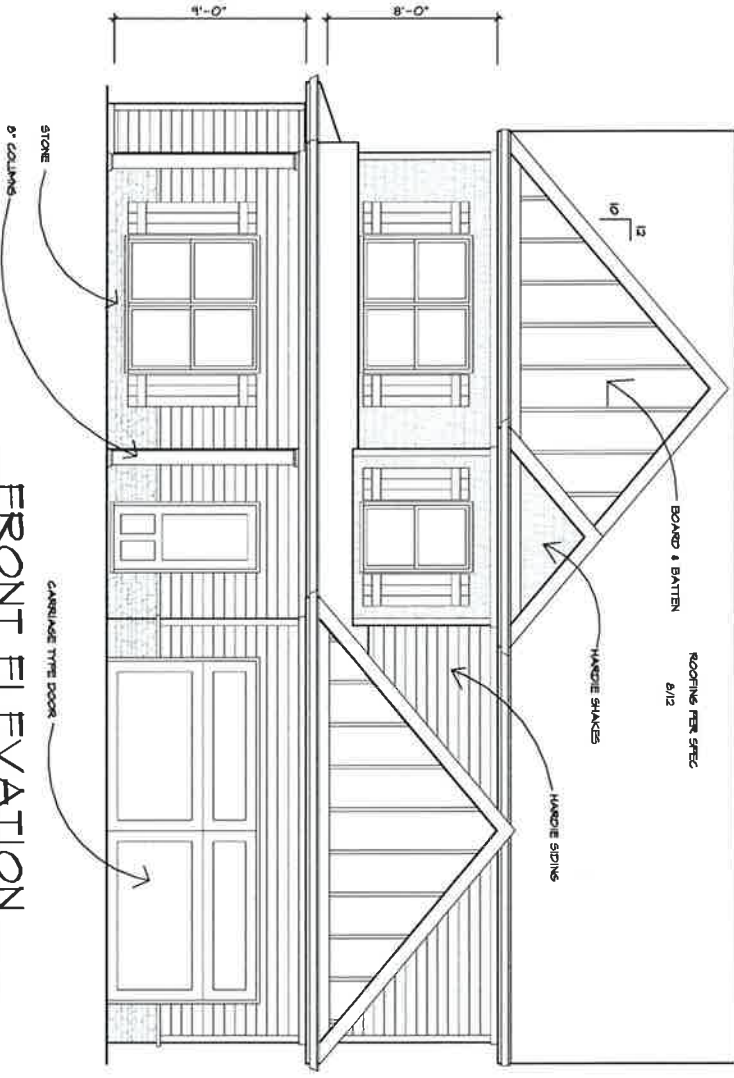 ROOFING PER SPEC
8/12
12
10
BOARD & BATTEN
HARDIE SHAKES
HARDIE SIDING
8'-0"
9'-0"
STONE
8" COLUMNS
CARRIAGE TYPE DOOR
FRONT ELEVATION